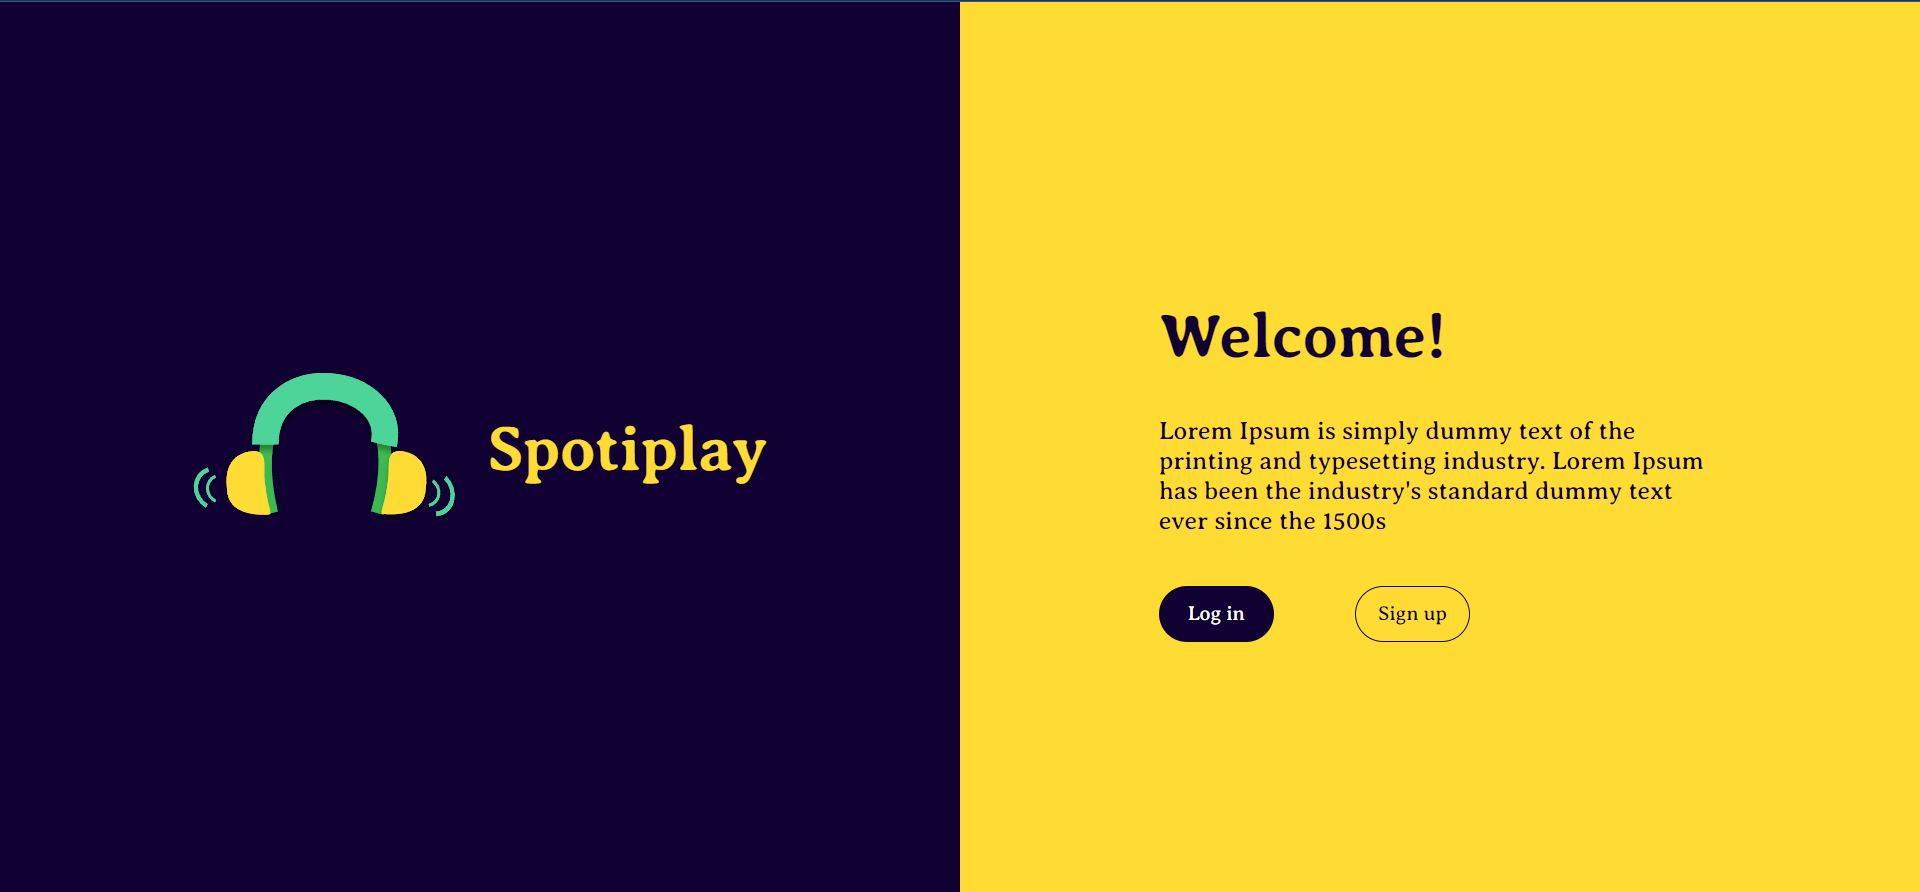 Spotiplay
Welcome!
Lorem Ipsum is simply dummy text of the
printing and typesetting industry. Lorem Ipsum
has been the industry's standard dummy text
ever since the 1500s
Log in
Sign up